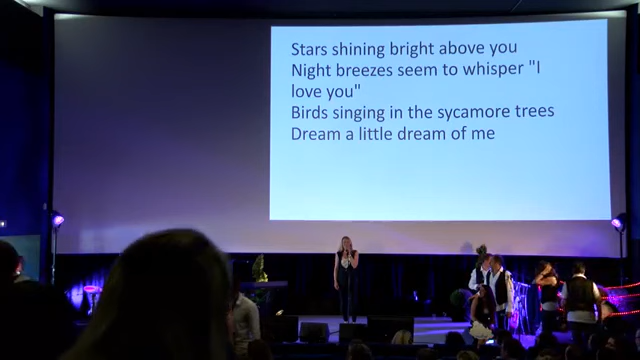 Stars shining bright above you
Night breezes seem to whisper "I
love you"
Birds singing in the sycamore trees
Dream a little dream of me